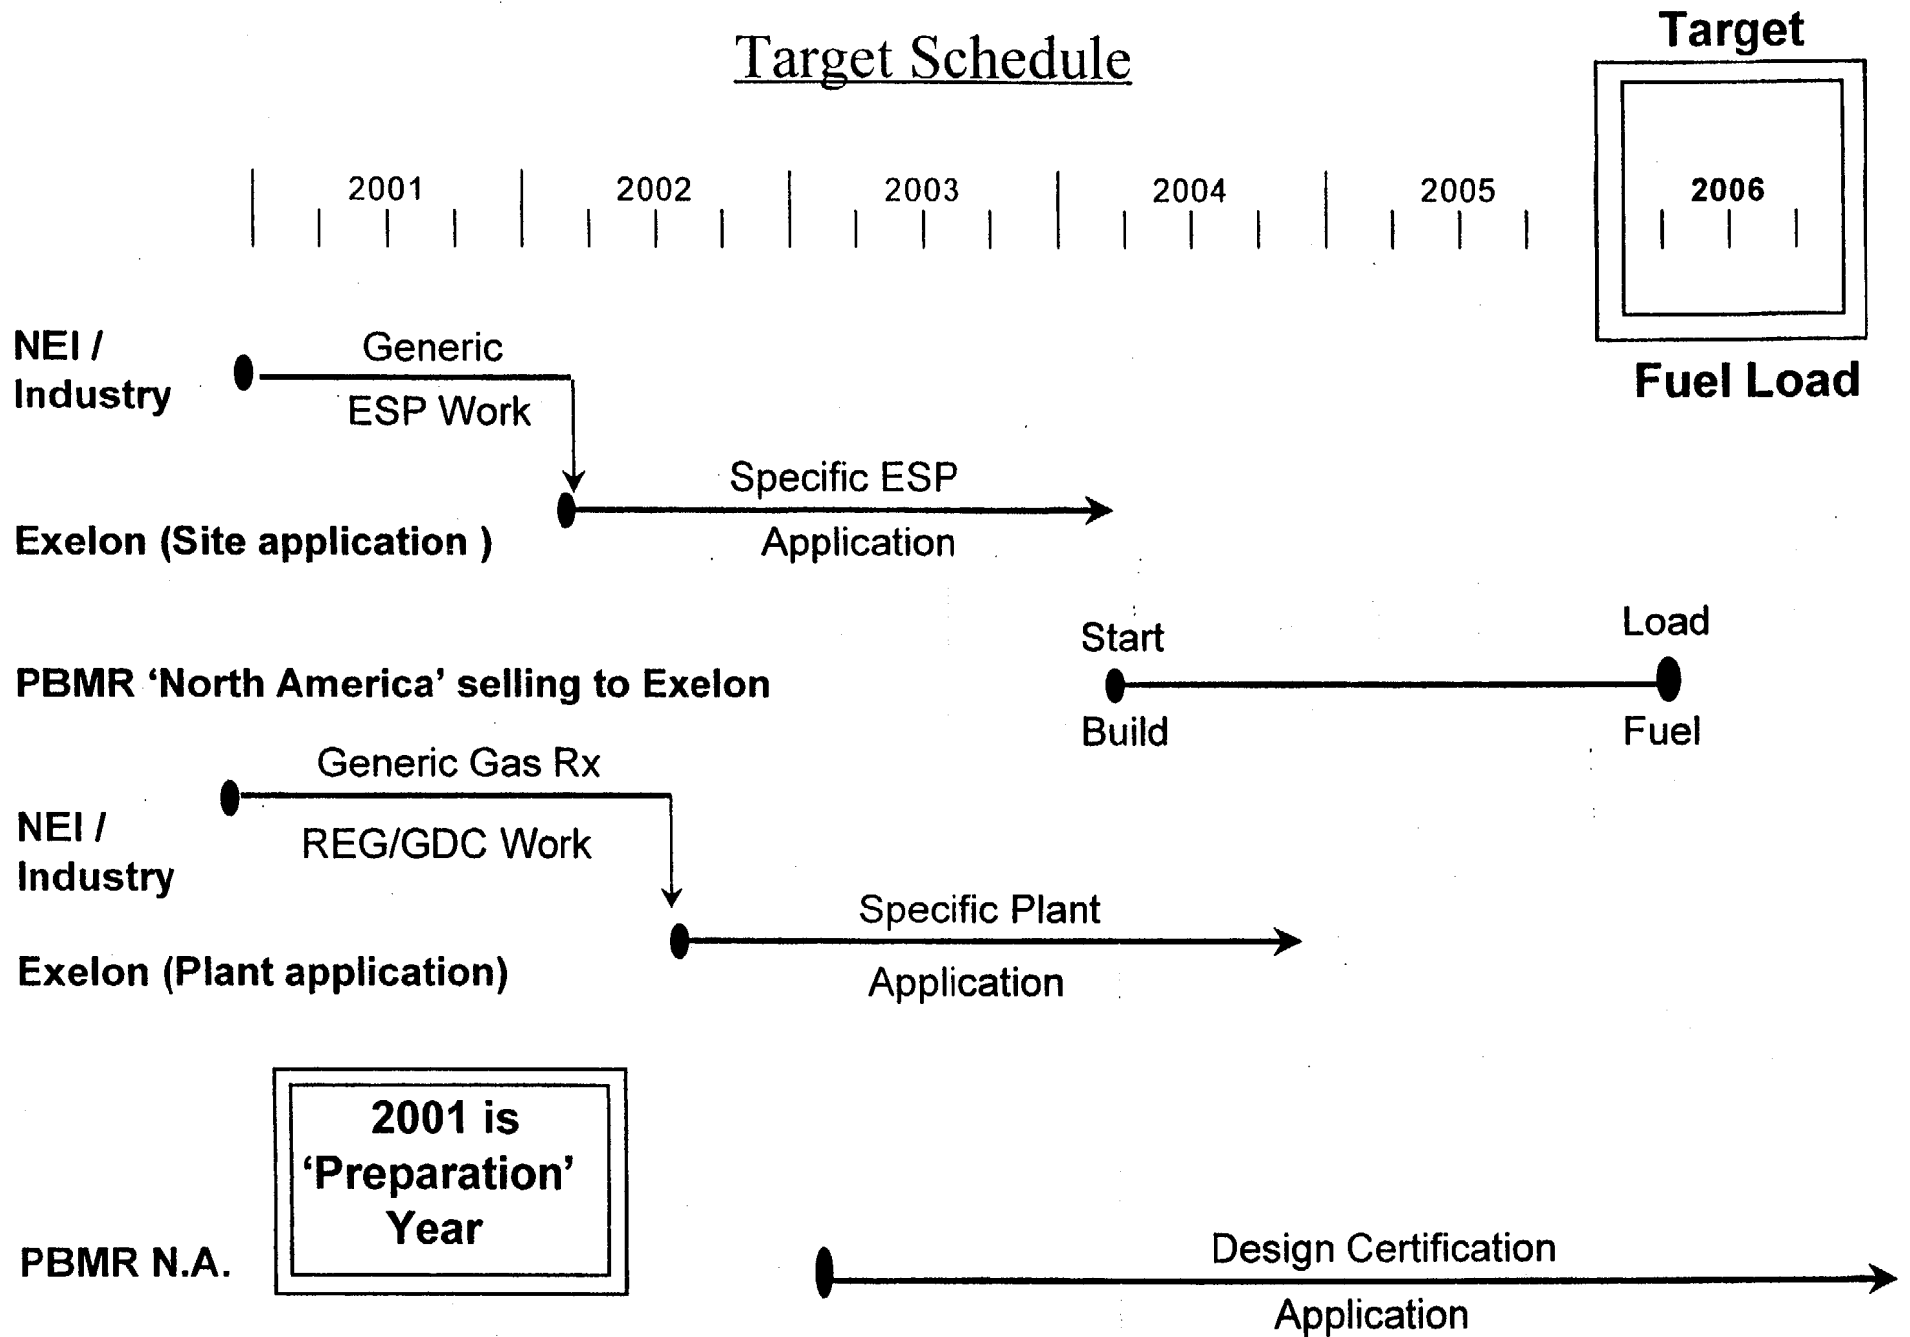 Target Schedule
Target
2001 2002 2003 2004 2005 2006
Fuel Load
NEI /
Industry
Generic
ESP Work
Specific ESP
Application
Exelon (Site application )
Start
Build
Load
Fuel
PBMR ‘North America’ selling to Exelon
Generic Gas Rx
REG/GDC Work
NEI /
Industry
Specific Plant
Application
Exelon (Plant application)
2001 is
‘Preparation’
Year
PBMR N.A.
Design Certification
Application